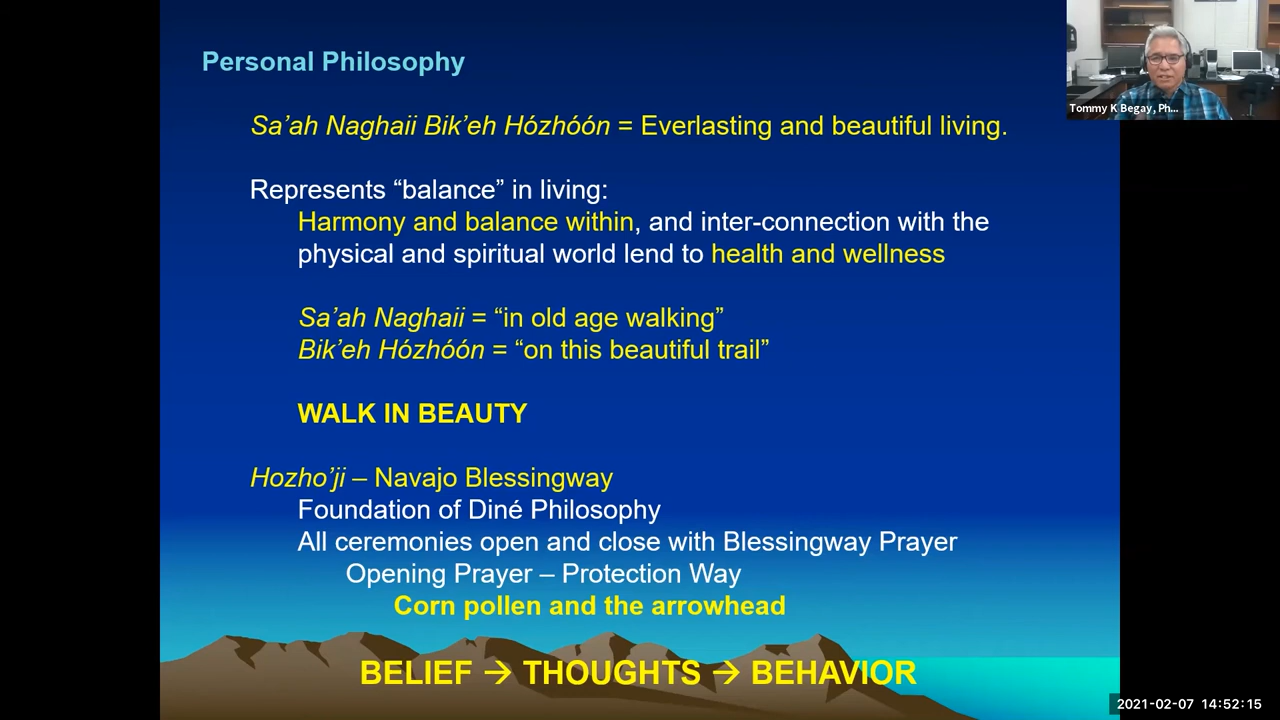 Personal Philosophy
Sa’ah Naghaii Bik’eh Hózhóón = Everlasting and beautiful living.
Represents “balance” in living:
Harmony and balance within, and inter-connection with the
physical and spiritual world lend to health and wellness
Sa’ah Naghaii = “in old age walking”
Bik’eh Hózhóón = “on this beautiful trail”
WALK IN BEAUTY
Hozho’ji – Navajo Blessingway
Foundation of Diné Philosophy
All ceremonies open and close with Blessingway Prayer
Opening Prayer – Protection Way
Corn pollen and the arrowhead
BELIEF → THOUGHTS → BEHAVIOR
Tommy K Begay, Ph...
2021-02-07 14:52:15